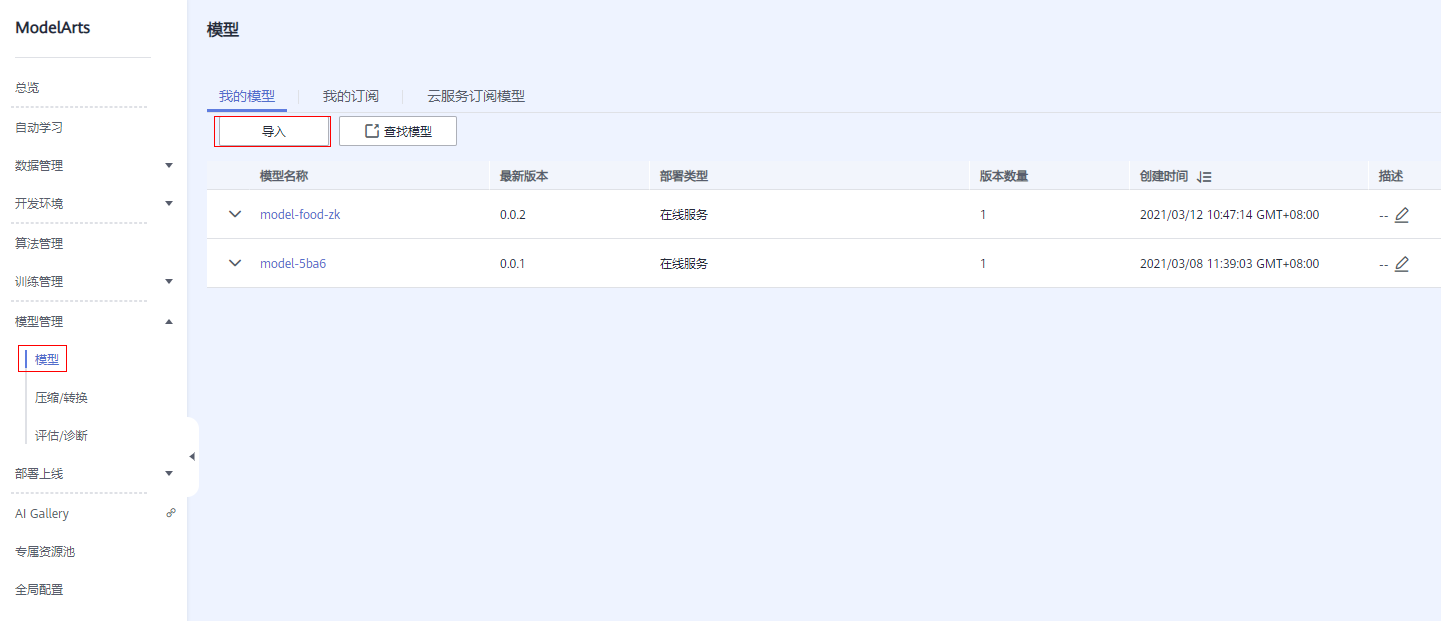 ModelArts
总览
自动学习
数据管理
开发环境
算法管理
训练管理
模型管理
模型
压缩/转换
评估/诊断
部署上线
AI Gallery
专属资源池
全局配置
模型
我的模型 我的订阅 云服务订阅模型
导入 查找模型
模型名称 最新版本 部署类型 版本数量 创建时间 描述
model-food-zk 0.0.2 在线服务 1 2021/03/12 10:47:14 GMT+08:00 --
model-5ba6 0.0.1 在线服务 1 2021/03/08 11:39:03 GMT+08:00 --